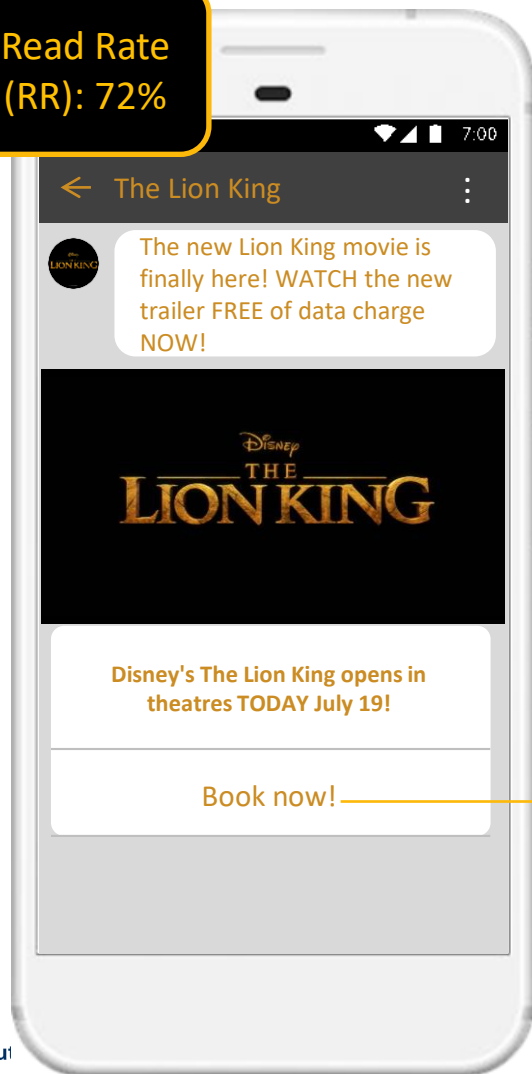 Read Rate
(RR): 72%
7:00
The Lion King
LION KING
The new Lion King movie is
finally here! WATCH the new
trailer FREE of data charge
NOW!
Disney
THE
LION KING
Disney's The Lion King opens in
theatres TODAY July 19!
Book now!